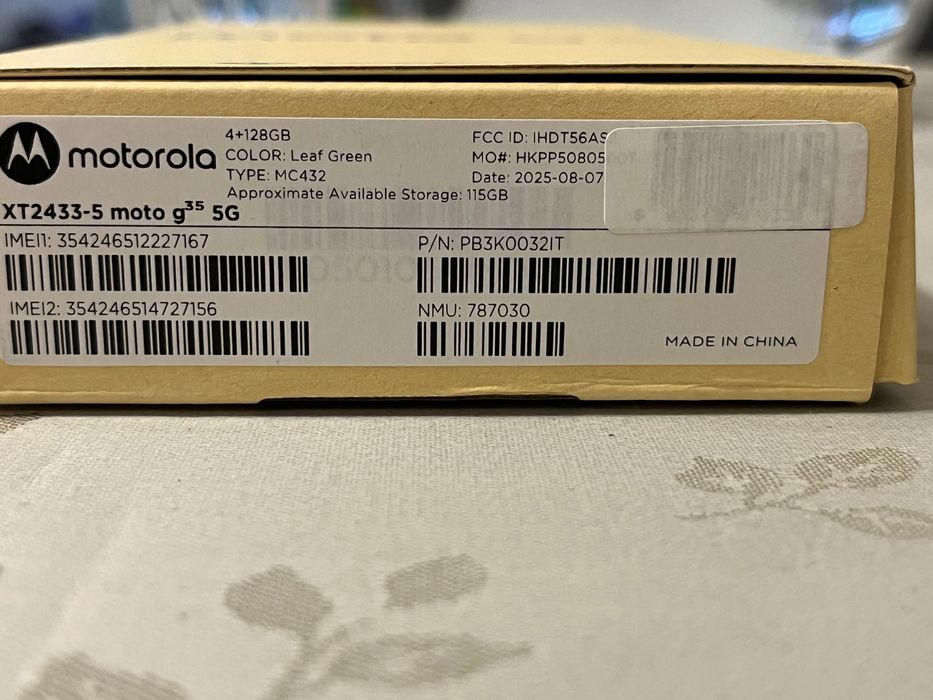 motorola
4+128GB
COLOR: Leaf Green
TYPE: MC432
Approximate Available Storage: 115GB
FCC ID: IHDT56AS
MO#: HKPP50805
Date: 2025-08-07
XT2433-5 moto g³⁵ 5G
IMEI1: 354246512227167
P/N: PB3K0032IT
IMEI2: 354246514727156
NMU: 787030
MADE IN CHINA